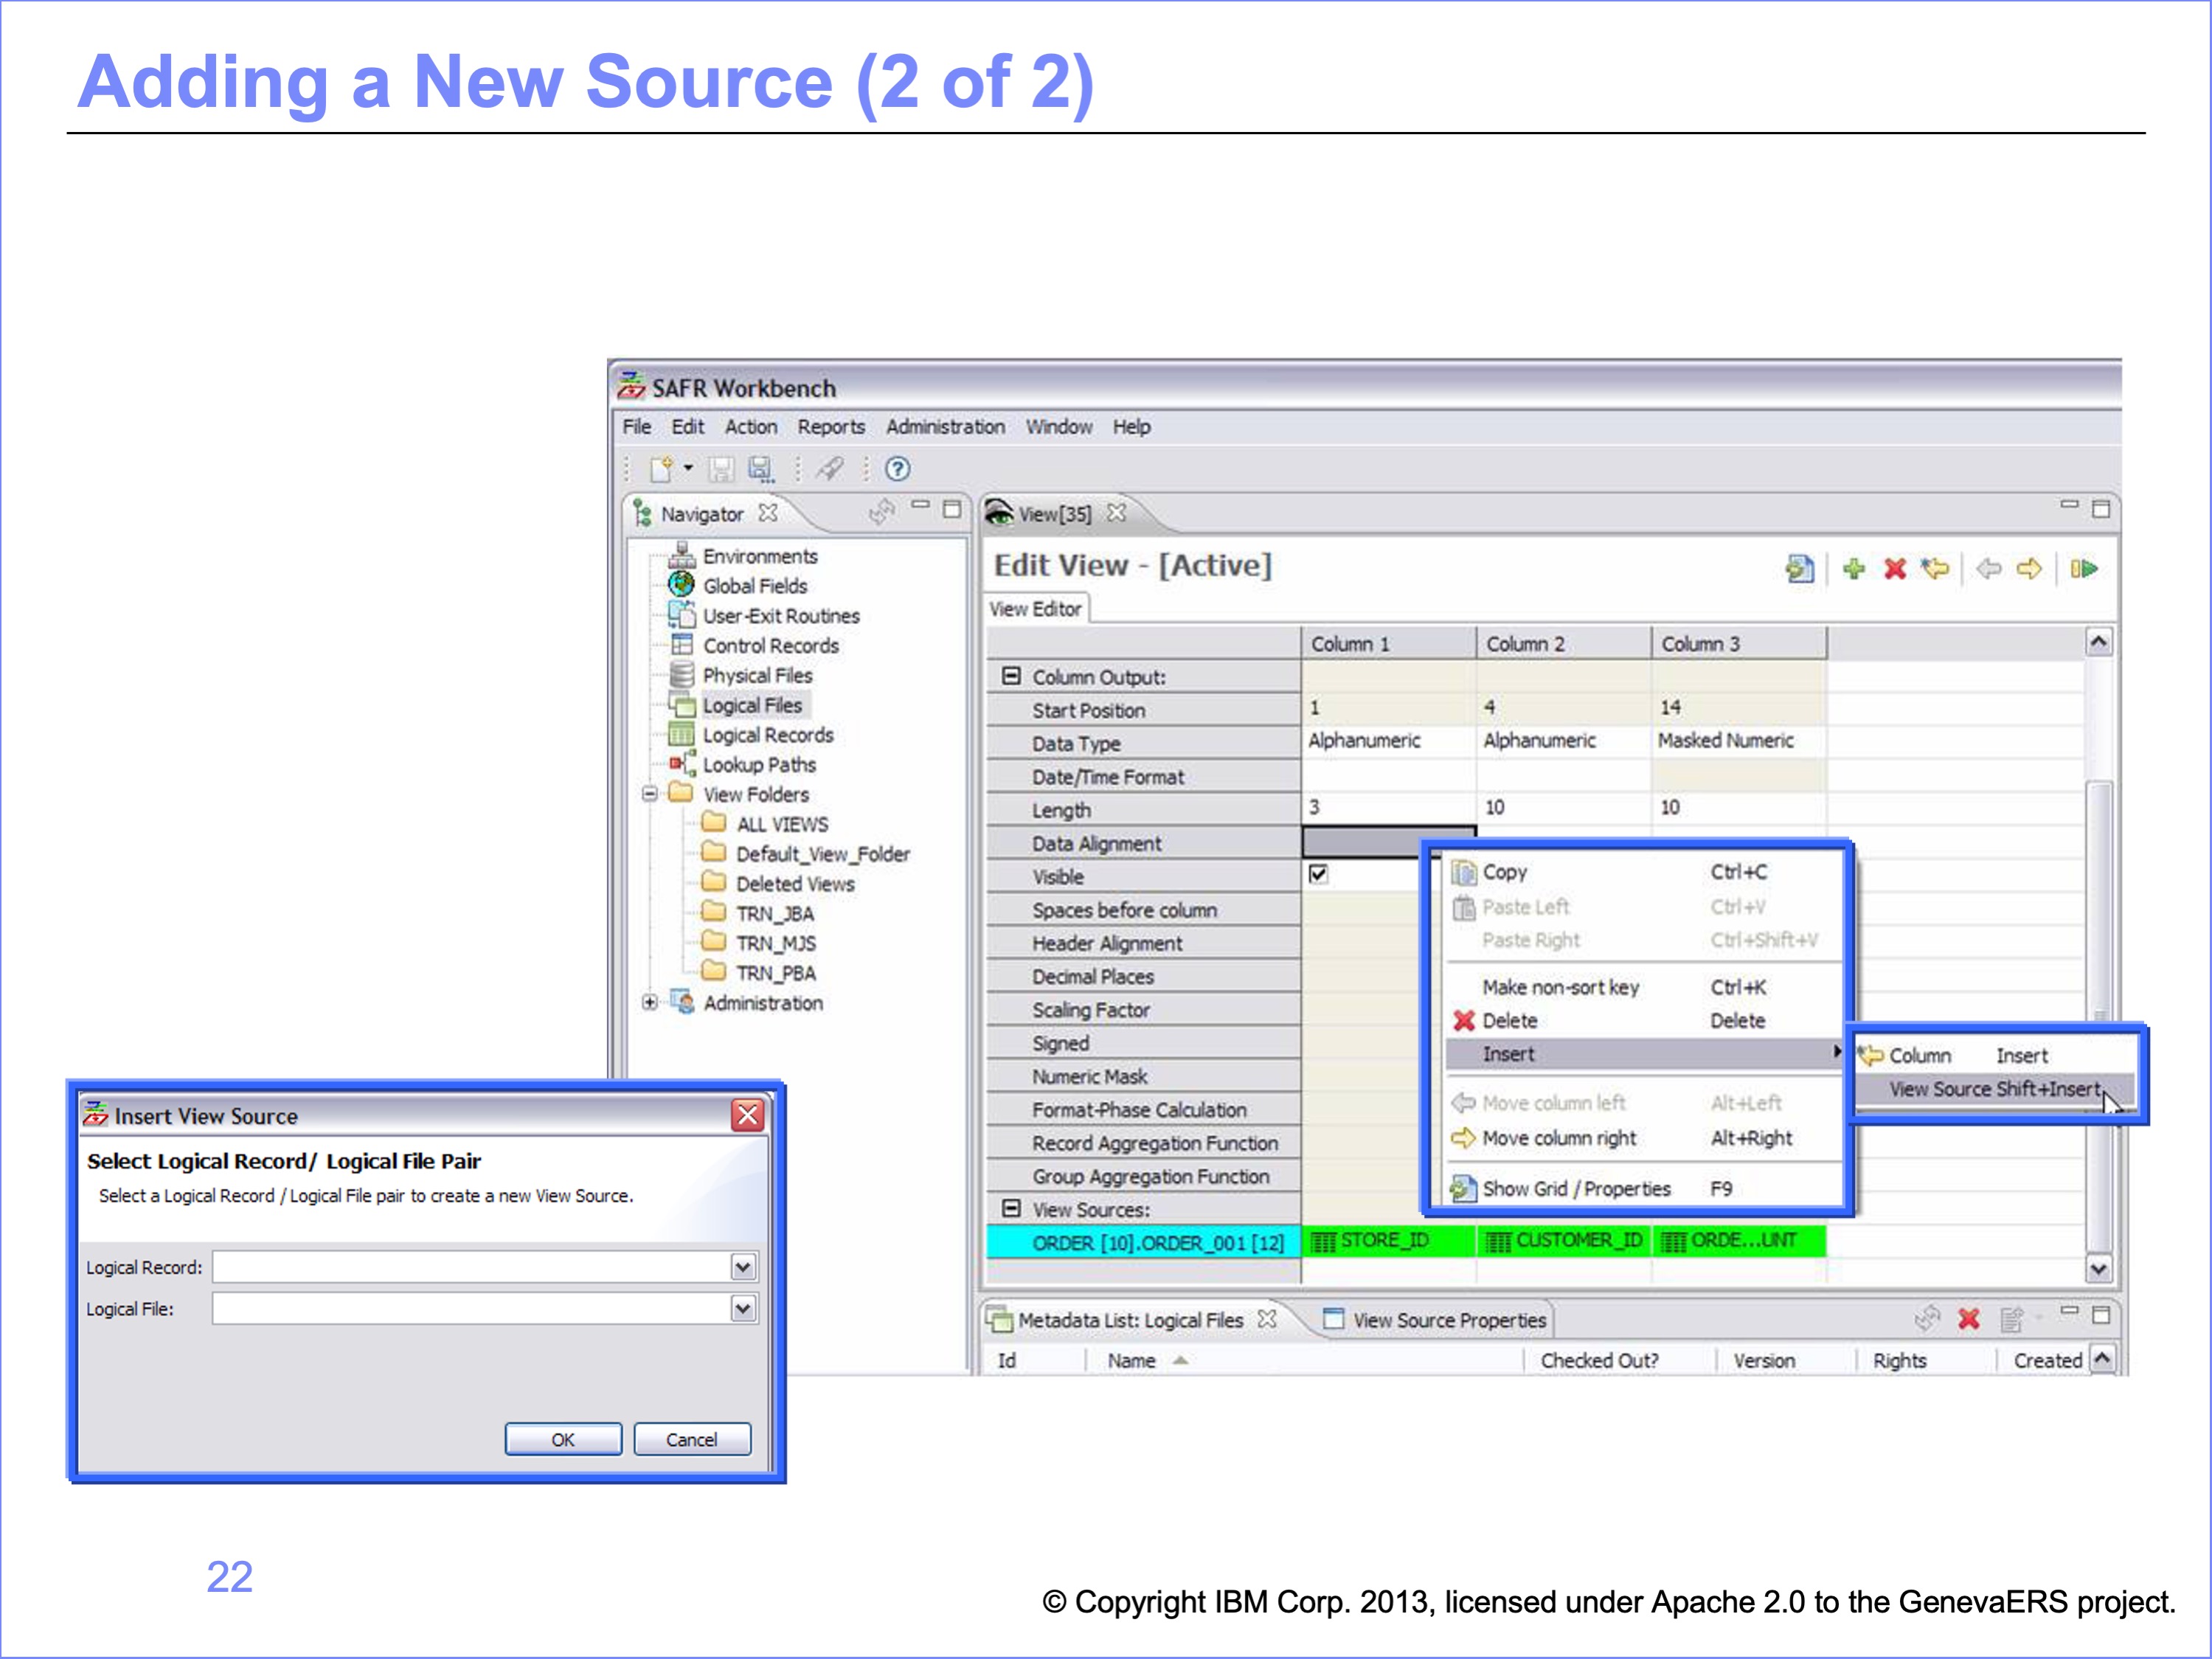 Adding a New Source (2 of 2)
SAFR Workbench
File Edit Action Reports Administration Window Help
Navigator
Environments
Global Fields
User-Exit Routines
Control Records
Physical Files
Logical Files
Logical Records
Lookup Paths
View Folders
ALL VIEWS
Default_View_Folder
Deleted Views
TRN_JBA
TRN_MJS
TRN_PBA
Administration
View[35]
Edit View - [Active]
View Editor
Column 1 Column 2 Column 3
Column Output:
Start Position 1 4 14
Data Type Alphanumeric Alphanumeric Masked Numeric
Date/Time Format
Length 3 10 10
Data Alignment
Visible
Spaces before column
Header Alignment
Decimal Places
Scaling Factor
Signed
Numeric Mask
Format-Phase Calculation
Record Aggregation Function
Group Aggregation Function
View Sources:
ORDER [10].ORDER_001 [12] STORE_ID CUSTOMER_ID ORDE...UNT
Copy Ctrl+C
Paste Left Ctrl+V
Paste Right Ctrl+Shift+V
Make non-sort key Ctrl+K
Delete Delete
Insert
Move column left Alt+Left
Move column right Alt+Right
Show Grid / Properties F9
Column Insert
View Source Shift+Insert
Metadata List: Logical Files View Source Properties
Id Name Checked Out? Version Rights Created
Insert View Source
Select Logical Record/ Logical File Pair
Select a Logical Record / Logical File pair to create a new View Source.
Logical Record:
Logical File:
OK Cancel
22
© Copyright IBM Corp. 2013, licensed under Apache 2.0 to the GenevaERS project.